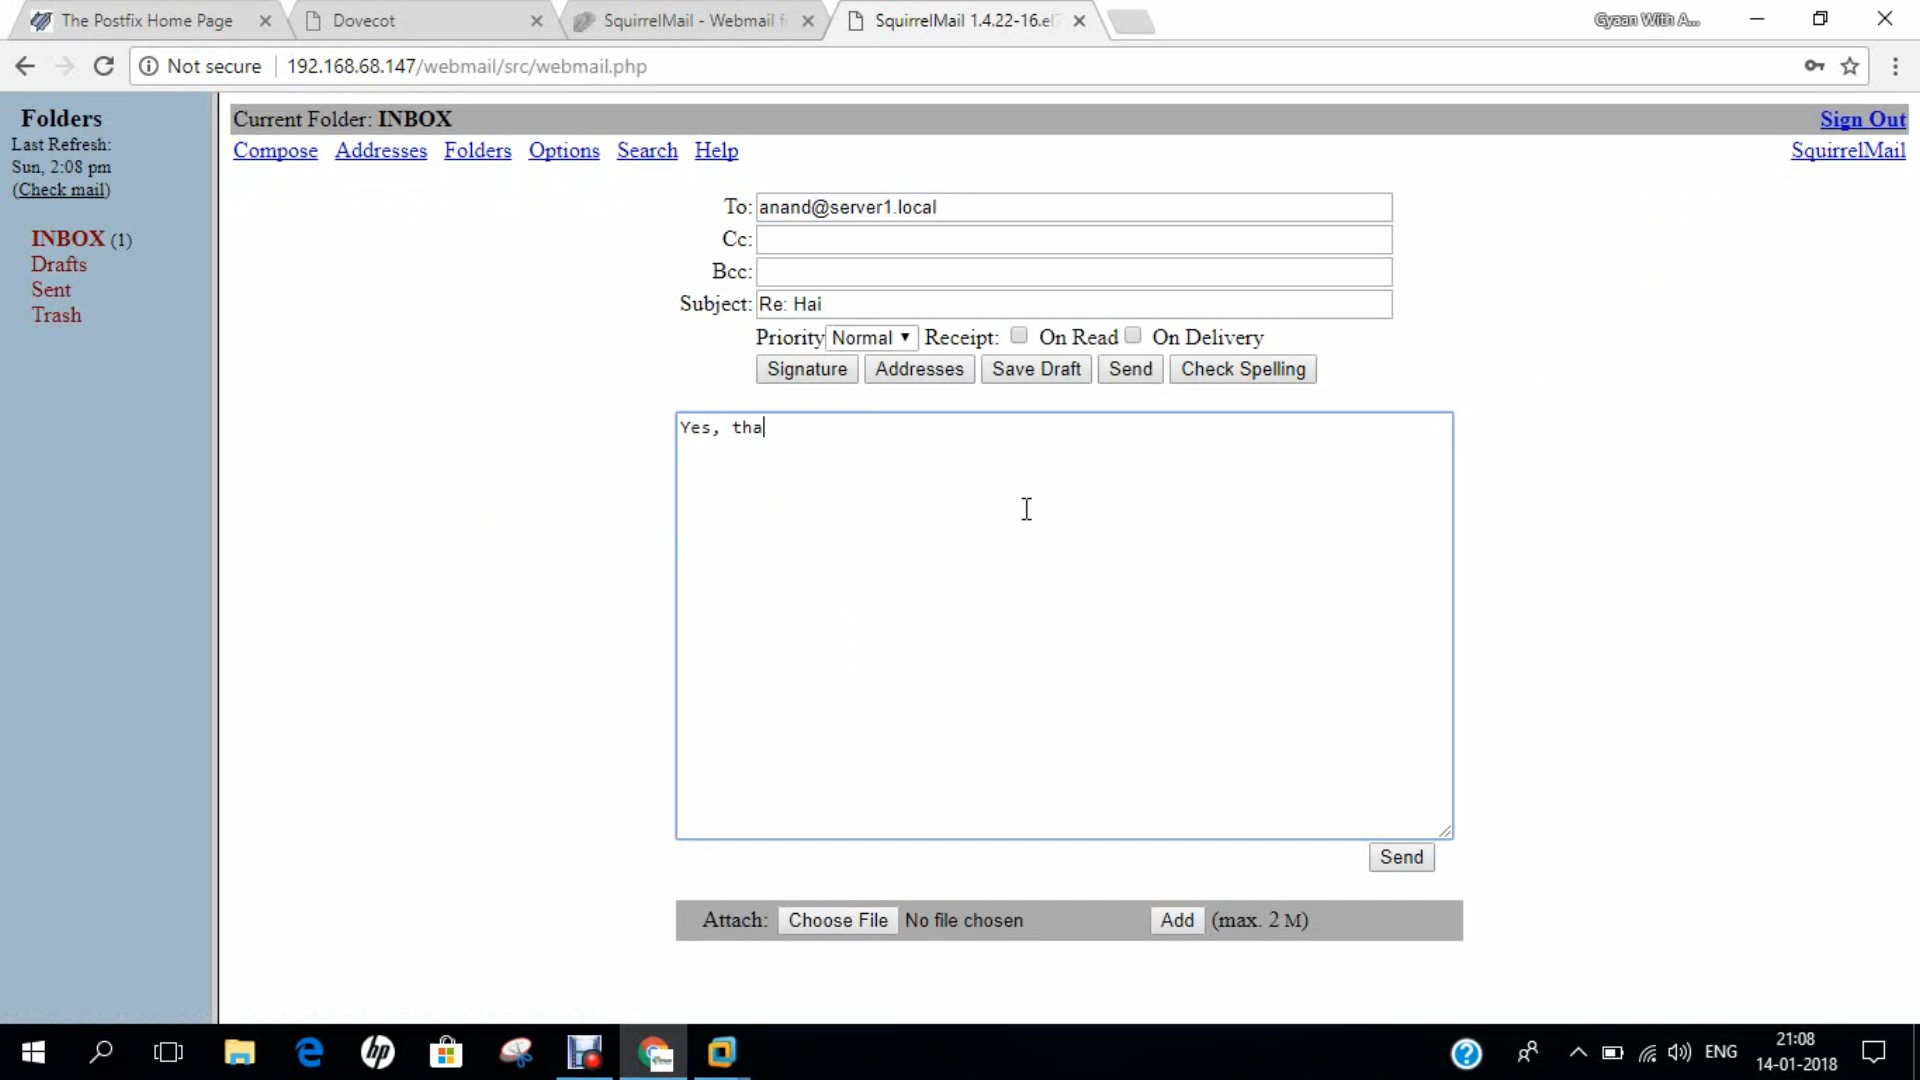 The Postfix Home Page
Dovecot
SquirrelMail - Webmail f
SquirrelMail 1.4.22-16.el7
Gyaan With A...
Not secure
192.168.68.147/webmail/src/webmail.php
Folders
Last Refresh:
Sun, 2:08 pm
(Check mail)
INBOX (1)
Drafts
Sent
Trash
Current Folder: INBOX
Sign Out
Compose Addresses Folders Options Search Help
SquirrelMail
To: anand@server1.local
Cc:
Bcc:
Subject: Re: Hai
Priority Normal Receipt: On Read On Delivery
Signature Addresses Save Draft Send Check Spelling
Yes, tha
Send
Attach: Choose File No file chosen Add (max. 2 M)
hp
ENG
21:08
14-01-2018